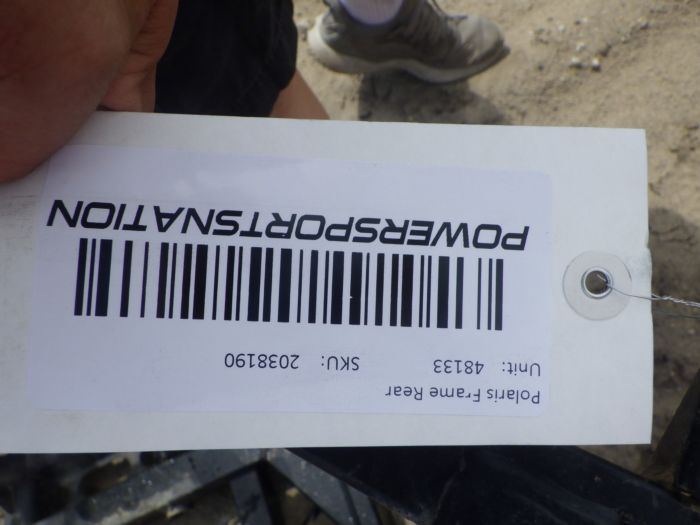 Polaris Frame Rear
Unit: 48133 SKU: 2038190
POWERSPORTSNATION